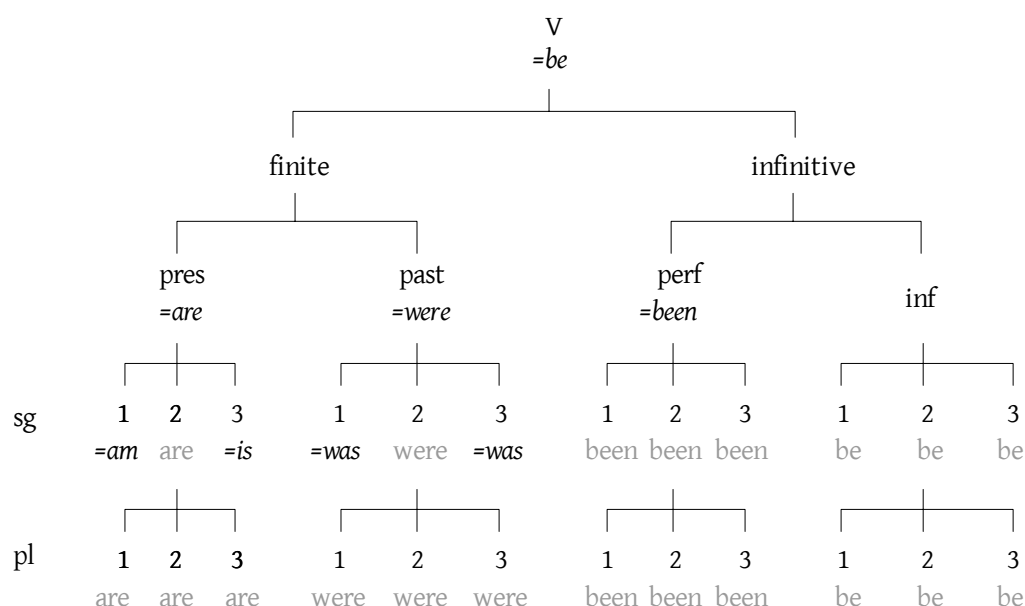 V
=be
finite infinitive
pres past perf inf
=are =were =been
sg 1 2 3 1 2 3 1 2 3 1 2 3
=am are =is =was were =was been been been be be be
pl 1 2 3 1 2 3 1 2 3 1 2 3
are are are were were were been been been be be be